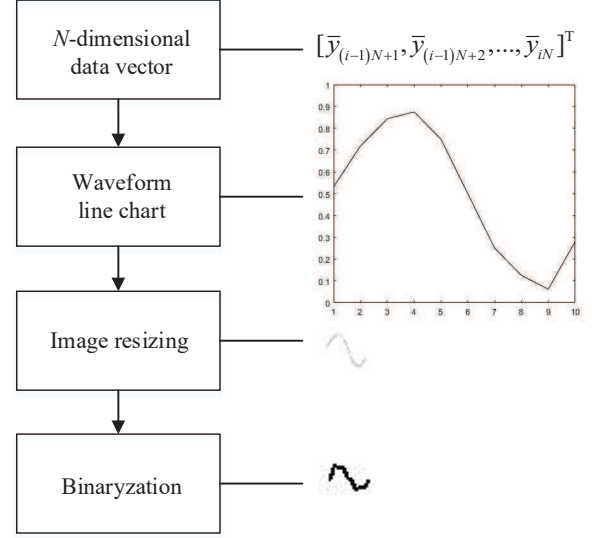 N-dimensional
data vector
[y̅₍ᵢ₋₁₎N₊₁, y̅₍ᵢ₋₁₎N₊₂,..., y̅ᵢN]ᵀ
1
0.9
0.8
0.7
0.6
0.5
0.4
0.3
0.2
0.1
0
1 2 3 4 5 6 7 8 9 10
Waveform
line chart
Image resizing
Binaryzation